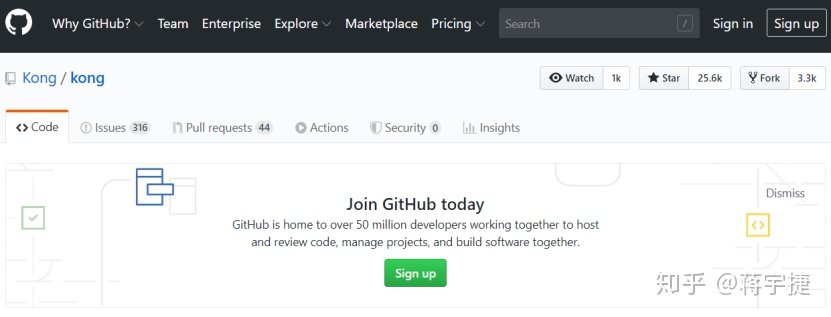 Why GitHub? Team Enterprise Explore Marketplace Pricing Search / Sign in Sign up
Kong / kong Watch 1k Star 25.6k Fork 3.3k
Code Issues 316 Pull requests 44 Actions Security 0 Insights
Join GitHub today
Dismiss
GitHub is home to over 50 million developers working together to host
and review code, manage projects, and build software together.
Sign up
知乎 @蒋宇捷